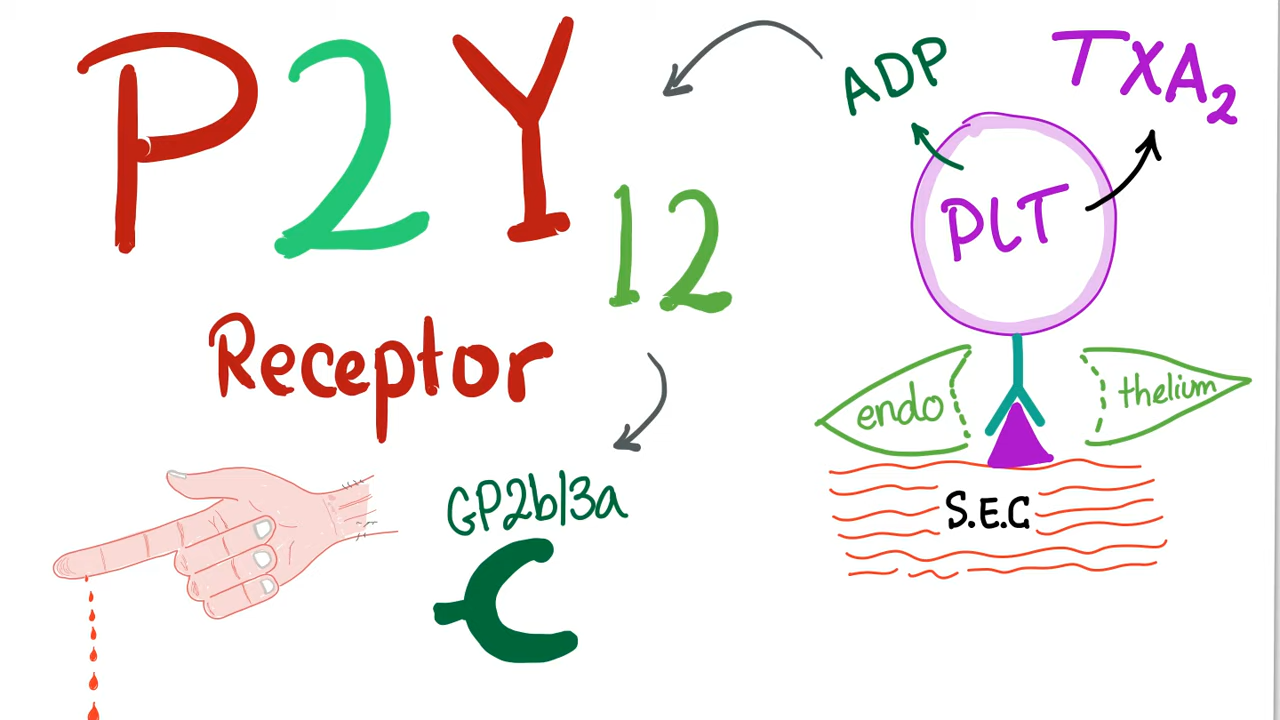 P2Y12
Receptor
GP2b/3a
ADP
TXA2
PLT
endo thelium
S.E.C